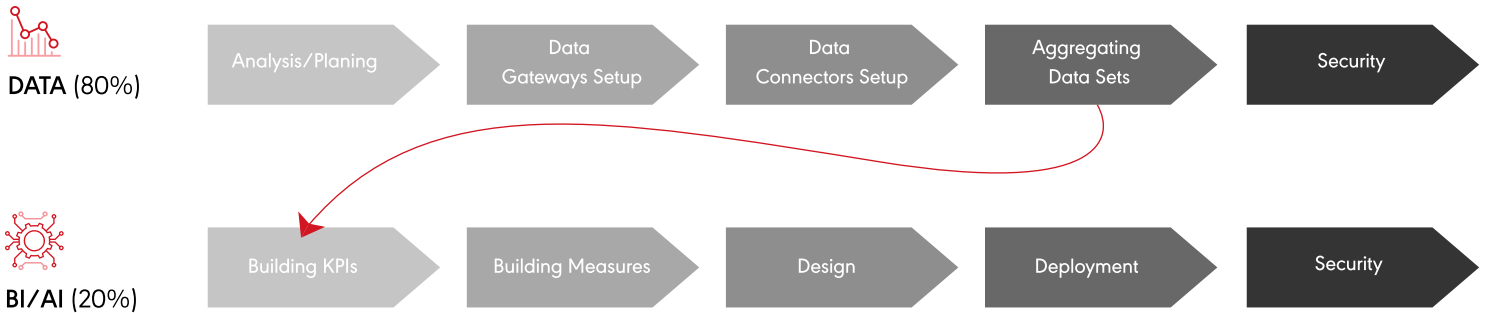 DATA (80%)
Analysis/Planing
Data
Gateways Setup
Data
Connectors Setup
Aggregating
Data Sets
Security
BI/AI (20%)
Building KPIs
Building Measures
Design
Deployment
Security